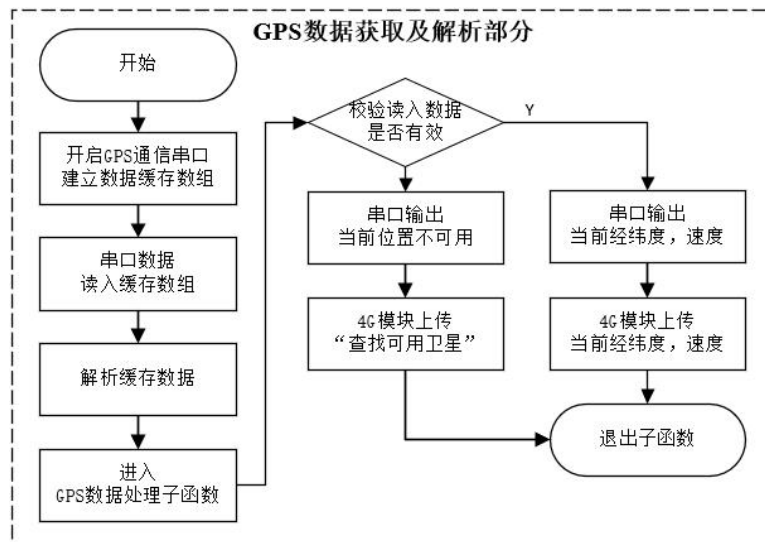 GPS数据获取及解析部分
开始
开启GPS通信串口
建立数据缓存数组
串口数据
读入缓存数组
解析缓存数据
进入
GPS数据处理子函数
校验读入数据
是否有效
Y
串口输出
当前位置不可用
4G模块上传
“查找可用卫星”
串口输出
当前经纬度，速度
4G模块上传
当前经纬度，速度
退出子函数